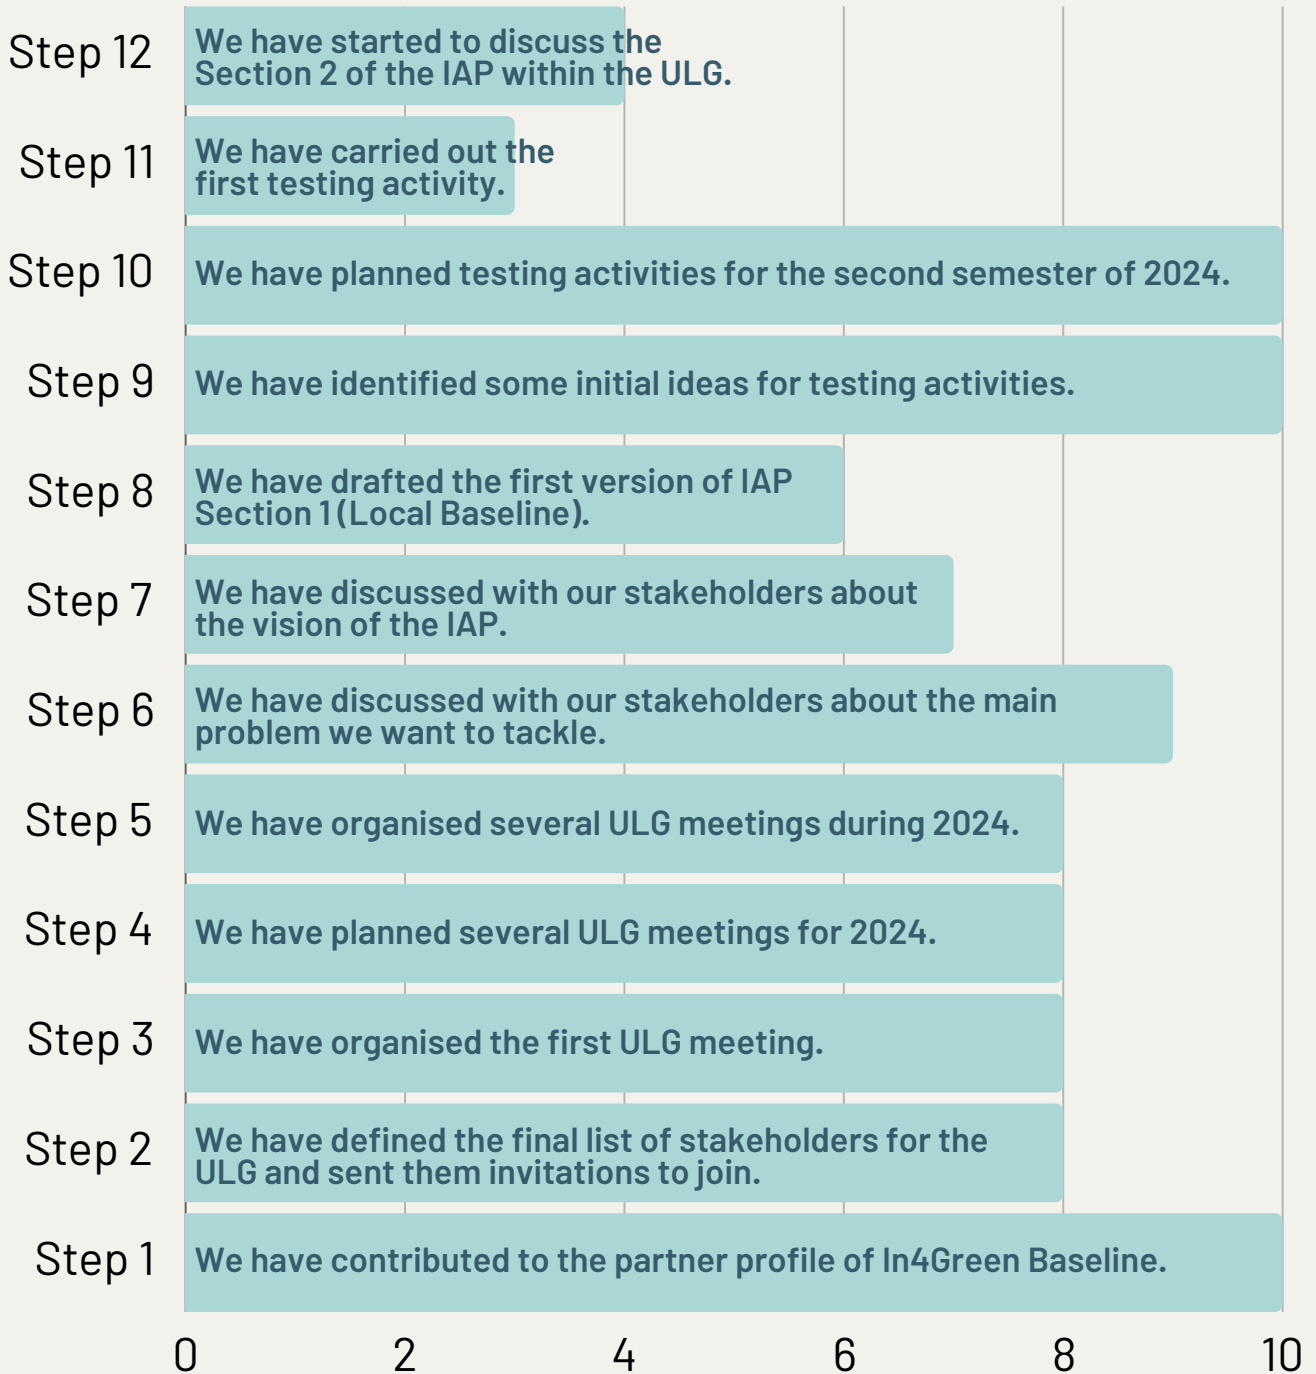 Step 12
We have started to discuss the
Section 2 of the IAP within the ULG.
Step 11
We have carried out the
first testing activity.
Step 10
We have planned testing activities for the second semester of 2024.
Step 9
We have identified some initial ideas for testing activities.
Step 8
We have drafted the first version of IAP
Section 1 (Local Baseline).
Step 7
We have discussed with our stakeholders about
the vision of the IAP.
Step 6
We have discussed with our stakeholders about the main
problem we want to tackle.
Step 5
We have organised several ULG meetings during 2024.
Step 4
We have planned several ULG meetings for 2024.
Step 3
We have organised the first ULG meeting.
Step 2
We have defined the final list of stakeholders for the
ULG and sent them invitations to join.
Step 1
We have contributed to the partner profile of In4Green Baseline.
0 2 4 6 8 10